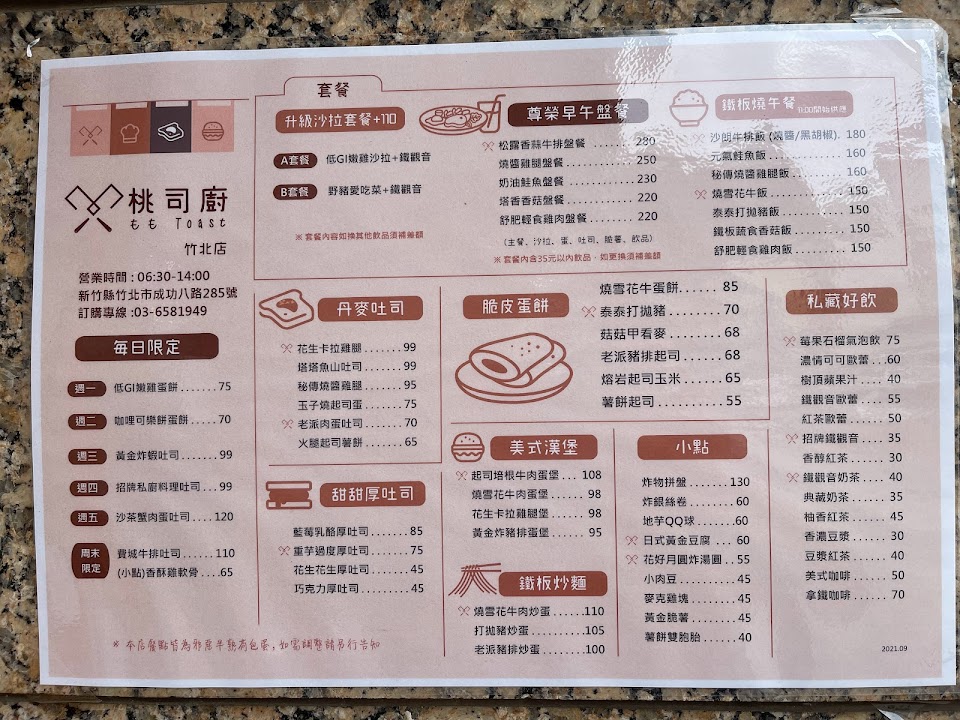 桃司廚
もも Toast
竹北店
營業時間 : 06:30-14:00
新竹縣竹北市成功八路285號
訂購專線 :03-6581949
每日限定
週一 低GI嫩雞蛋餅.......75
週二 咖哩可樂餅蛋餅.....70
週三 黃金炸蝦吐司.......99
週四 招牌私廚料理吐司...99
週五 沙茶蟹肉蛋吐司....120
周末限定 費城牛排吐司......110
(小點)香酥雞軟骨....65
套餐
升級沙拉套餐+110
A套餐 低GI嫩雞沙拉+鐵觀音
B套餐 野豬愛吃菜+鐵觀音
※ 套餐內容如換其他飲品須補差額
尊榮早午盤餐
松露香蒜牛排盤餐 ...... 280
燒醬雞腿盤餐............ 250
奶油鮭魚盤餐............ 230
塔香香菇盤餐............ 220
舒肥輕食雞肉盤餐....... 220
(主餐、沙拉、蛋、吐司、脆薯、飲品)
※ 套餐內含35元以內飲品，如更換須補差額
鐵板燒午餐
沙朗牛排飯 (燒醬/黑胡椒). 180
元氣鮭魚飯............... 160
秘傳燒醬雞腿飯.......... 160
燒雪花牛飯............... 150
泰泰打拋豬飯............ 150
鐵板蔬食香菇飯.......... 150
舒肥輕食雞肉飯.......... 150
丹麥吐司
花生卡拉雞腿.......99
塔塔魚山吐司.......99
秘傳燒醬雞腿.......95
玉子燒起司蛋.......75
老派肉蛋吐司.......70
火腿起司薯餅.......65
甜甜厚吐司
藍莓乳酪厚吐司.......85
重芋過度厚吐司.......75
花生花生厚吐司.......45
巧克力厚吐司.........45
脆皮蛋餅
燒雪花牛蛋餅...... 85
泰泰打拋豬........70
菇菇甲看麥....... 68
老派豬排起司..... 68
熔岩起司玉米......65
薯餅起司..........55
美式漢堡
起司培根牛肉蛋堡... 108
燒雪花牛肉蛋堡..... 98
花生卡拉雞腿堡..... 98
黃金炸豬排蛋堡..... 95
鐵板炒麵
燒雪花牛肉炒蛋.....110
打拋豬炒蛋.........105
老派豬排炒蛋.......100
小點
炸物拼盤.........130
炸銀絲卷..........60
地芋QQ球.........60
日式黃金豆腐 ... 60
花好月圓炸湯圓.. 55
小肉豆...........45
麥克雞塊.........45
黃金脆薯.........45
薯餅雙胞胎.......40
私藏好飲
莓果石榴氣泡飲 75
濃情可可歐蕾....60
樹頂蘋果汁.... 40
鐵觀音歐蕾.... 55
紅茶歐蕾...... 50
招牌鐵觀音.... 35
香醇紅茶...... 30
鐵觀音奶茶.... 40
典藏奶茶...... 35
柚香紅茶...... 45
香濃豆漿...... 30
豆漿紅茶...... 40
美式咖啡...... 50
拿鐵咖啡...... 70
2021.09